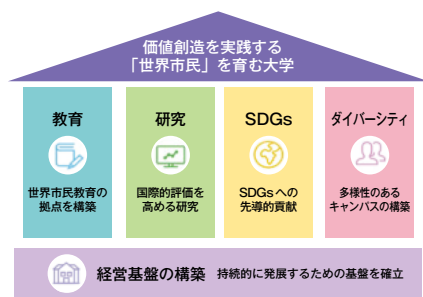 価値創造を実践する
「世界市民」を育む大学
教育
世界市民教育の
拠点を構築
研究
国際的評価を
高める研究
SDGs
SDGsへの
先導的貢献
ダイバーシティ
多様性のある
キャンパスの構築
経営基盤の構築 持続的に発展するための基盤を確立